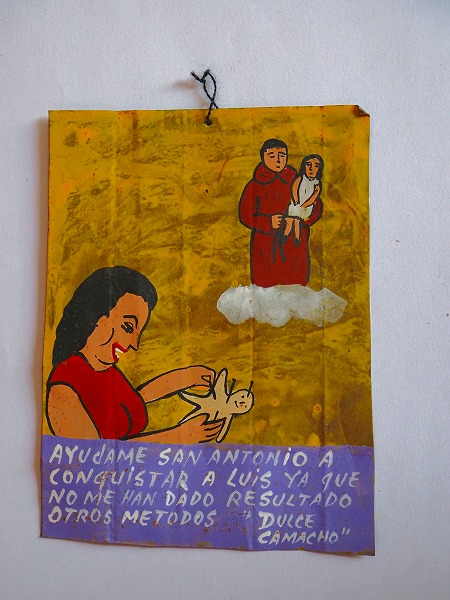 AYUDAME SAN ANTONIO A
CONQUISTAR A LUIS YA QUE
NO ME HAN DADO RESULTADO
OTROS METODOS "DULCE
CAMACHO"